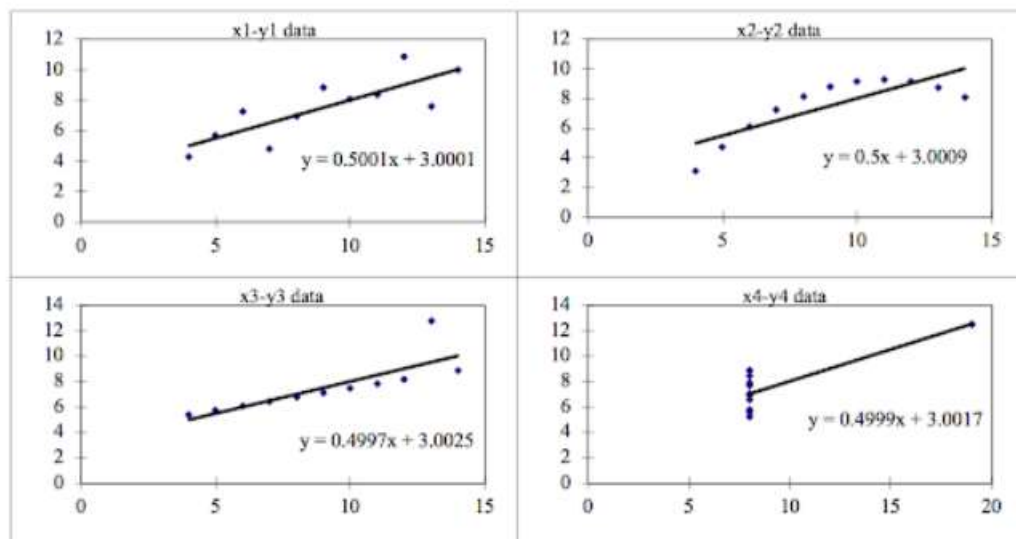 x1-y1 data
12
10
8
6
4
2
0
y = 0.5001x + 3.0001
0 5 10 15
x2-y2 data
12
10
8
6
4
2
0
y = 0.5x + 3.0009
0 5 10 15
x3-y3 data
14
12
10
8
6
4
2
0
y = 0.4997x + 3.0025
0 5 10 15
x4-y4 data
14
12
10
8
6
4
2
0
y = 0.4999x + 3.0017
0 5 10 15 20